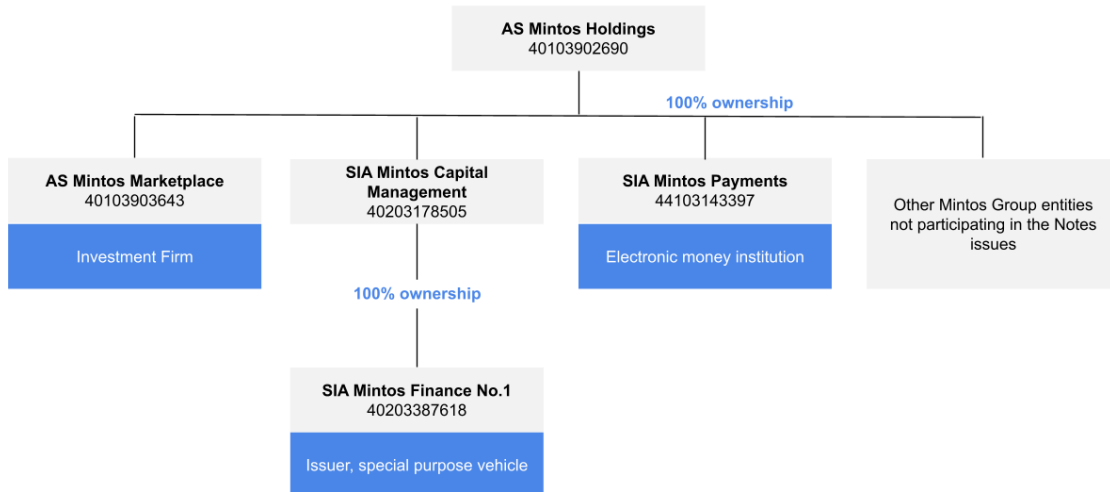 AS Mintos Holdings
40103902690
100% ownership
AS Mintos Marketplace
40103903643
Investment Firm
SIA Mintos Capital
Management
40203178505
SIA Mintos Payments
44103143397
Electronic money institution
Other Mintos Group entities
not participating in the Notes
issues
100% ownership
SIA Mintos Finance No.1
40203387618
Issuer, special purpose vehicle